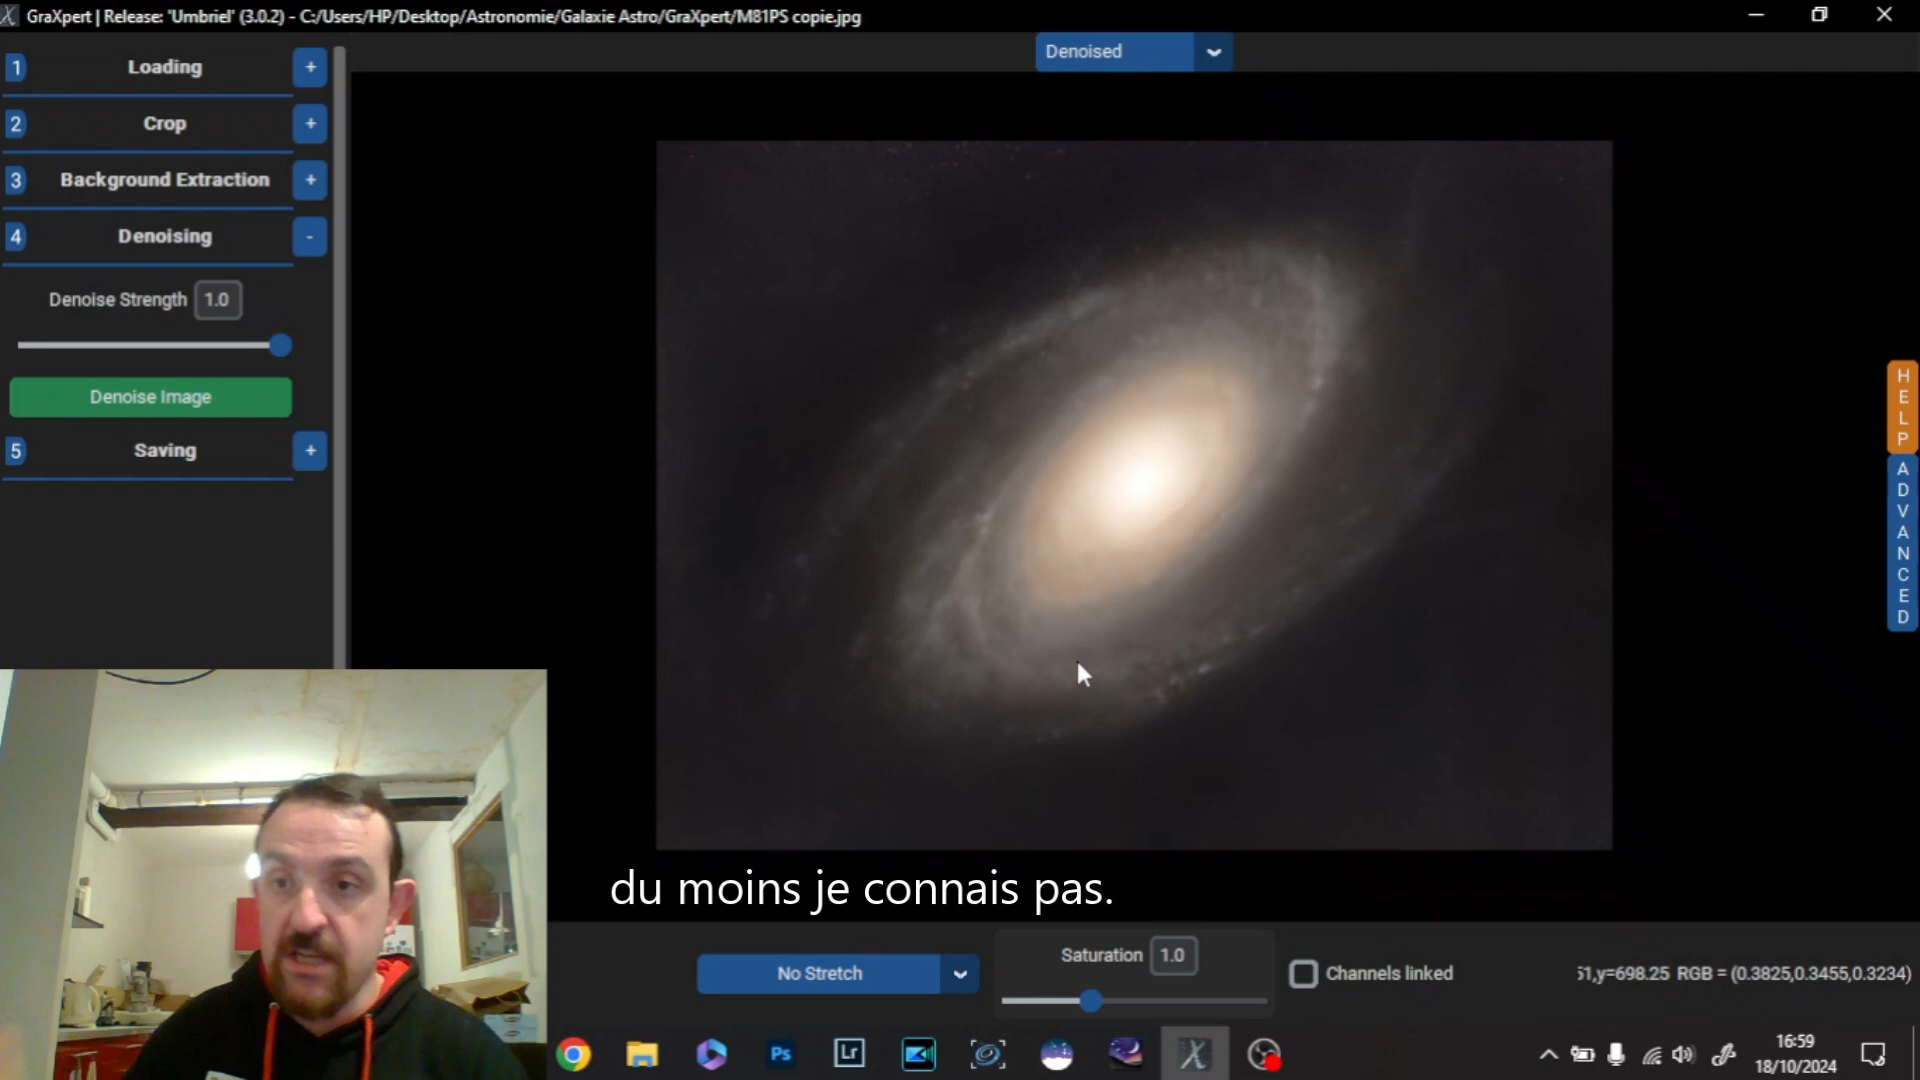 GraXpert | Release: 'Umbriel' (3.0.2) - C:/Users/HP/Desktop/Astronomie/Galaxie Astro/GraXpert/M81PS copie.jpg
Denoised
1 Loading +
2 Crop +
3 Background Extraction +
4 Denoising -
Denoise Strength 1.0
Denoise Image
5 Saving +
HELP
ADVANCED
du moins je connais pas.
No Stretch
Saturation 1.0
Channels linked
51,y=698.25 RGB = (0.3825,0.3455,0.3234)
Ps
Lr
16:59
18/10/2024